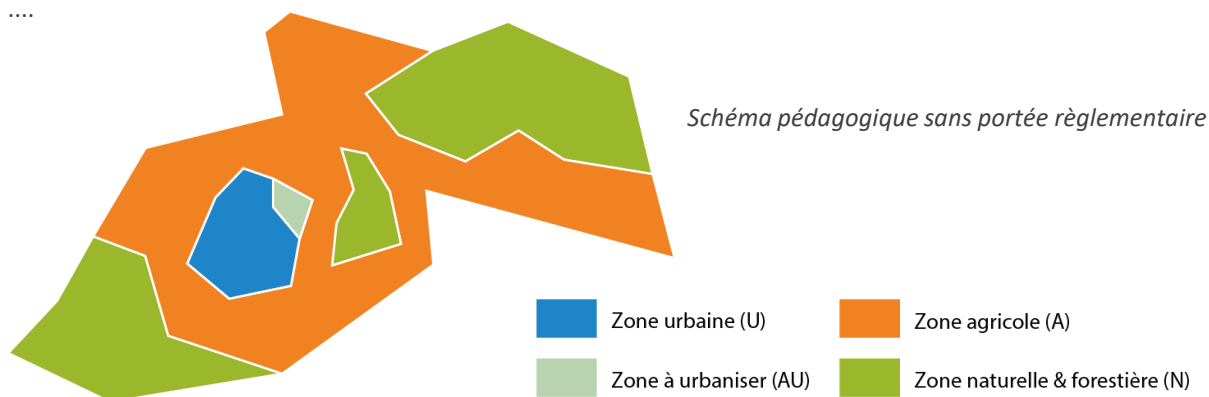 ....
Schéma pédagogique sans portée règlementaire
Zone urbaine (U)
Zone agricole (A)
Zone à urbaniser (AU)
Zone naturelle & forestière (N)